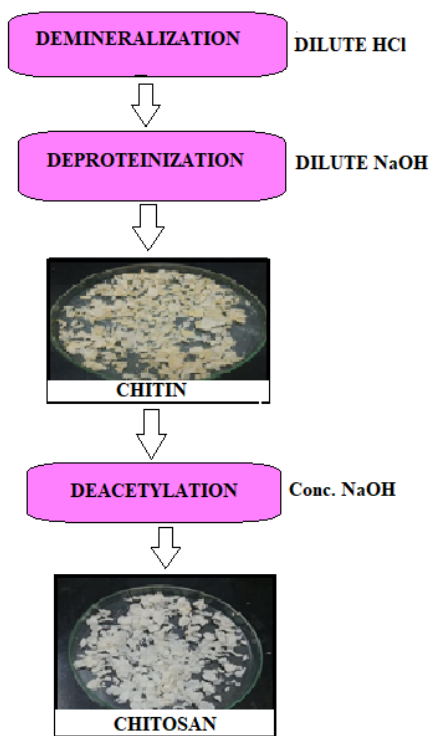 DEMINERALIZATION
DILUTE HCl
DEPROTEINIZATION
DILUTE NaOH
CHITIN
DEACETYLATION
Conc. NaOH
CHITOSAN